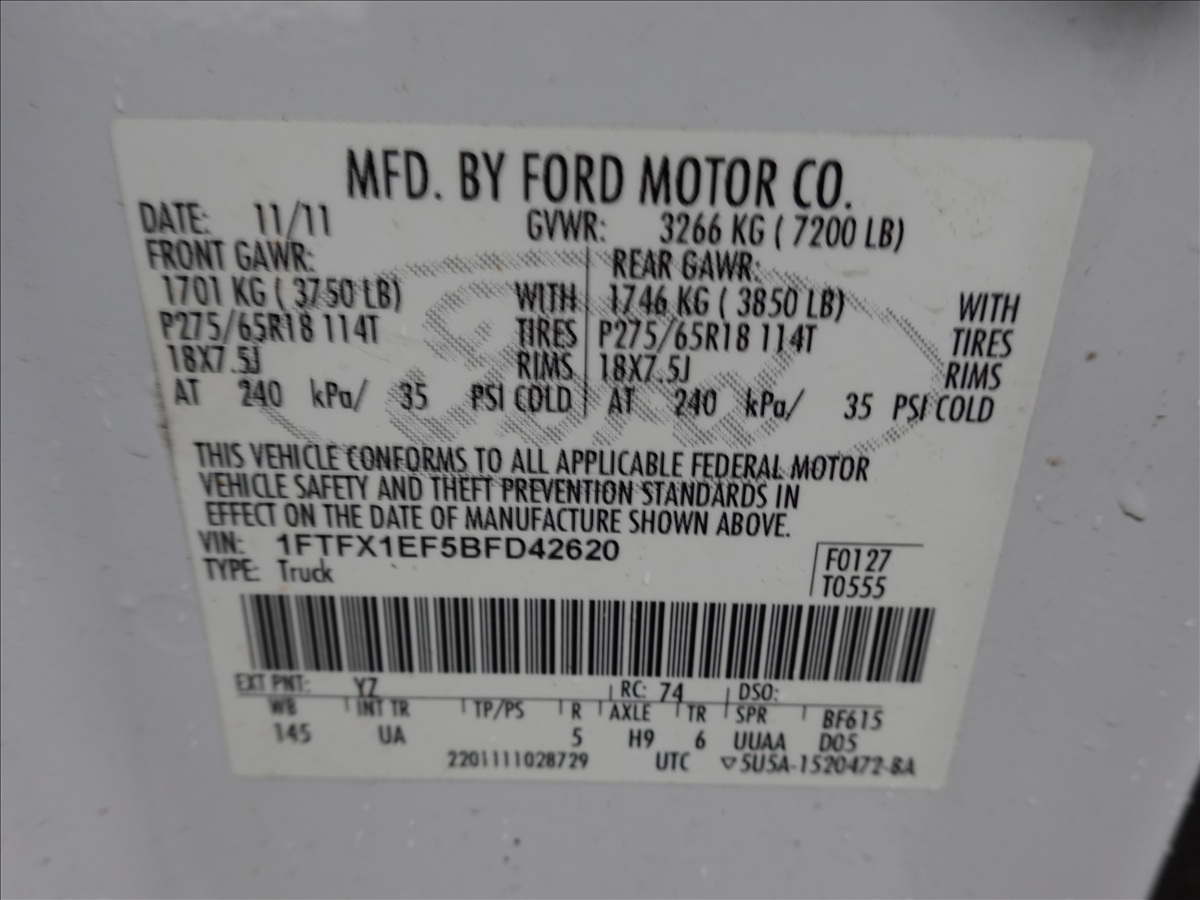 MFD. BY FORD MOTOR CO.
DATE: 11/11 GVWR: 3266 KG ( 7200 LB)
FRONT GAWR: REAR GAWR:
1701 KG ( 3750 LB) WITH 1746 KG ( 3850 LB) WITH
P275/65R18 114T TIRES P275/65R18 114T TIRES
18X7.5J RIMS 18X7.5J RIMS
AT 240 kPa/ 35 PSI COLD AT 240 kPa/ 35 PSI COLD
Ford
THIS VEHICLE CONFORMS TO ALL APPLICABLE FEDERAL MOTOR
VEHICLE SAFETY AND THEFT PREVENTION STANDARDS IN
EFFECT ON THE DATE OF MANUFACTURE SHOWN ABOVE.
VIN: 1FTFX1EF5BFD42620 F0127
TYPE: Truck T0555
EXT PNT: YZ RC: 74 DSO:
WB INT TR TP/PS R AXLE TR SPR BF615
145 UA 5 H9 6 UUAA D05
2201111028729 UTC ▽5U5A-1520472-BA